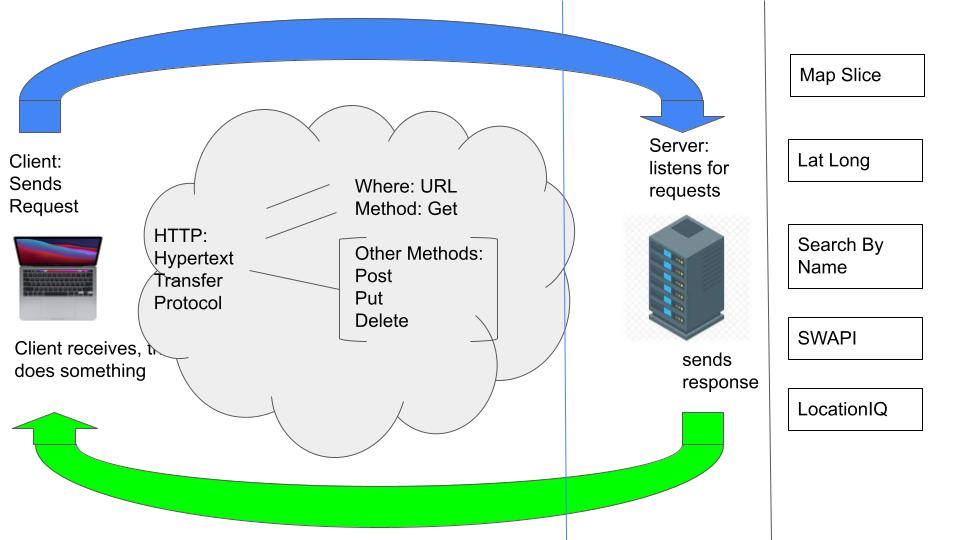 Client:
Sends
Request
HTTP:
Hypertext
Transfer
Protocol
Where: URL
Method: Get
Other Methods:
Post
Put
Delete
Client receives,
does something
Server:
listens for
requests
sends
response
Map Slice
Lat Long
Search By
Name
SWAPI
LocationIQ